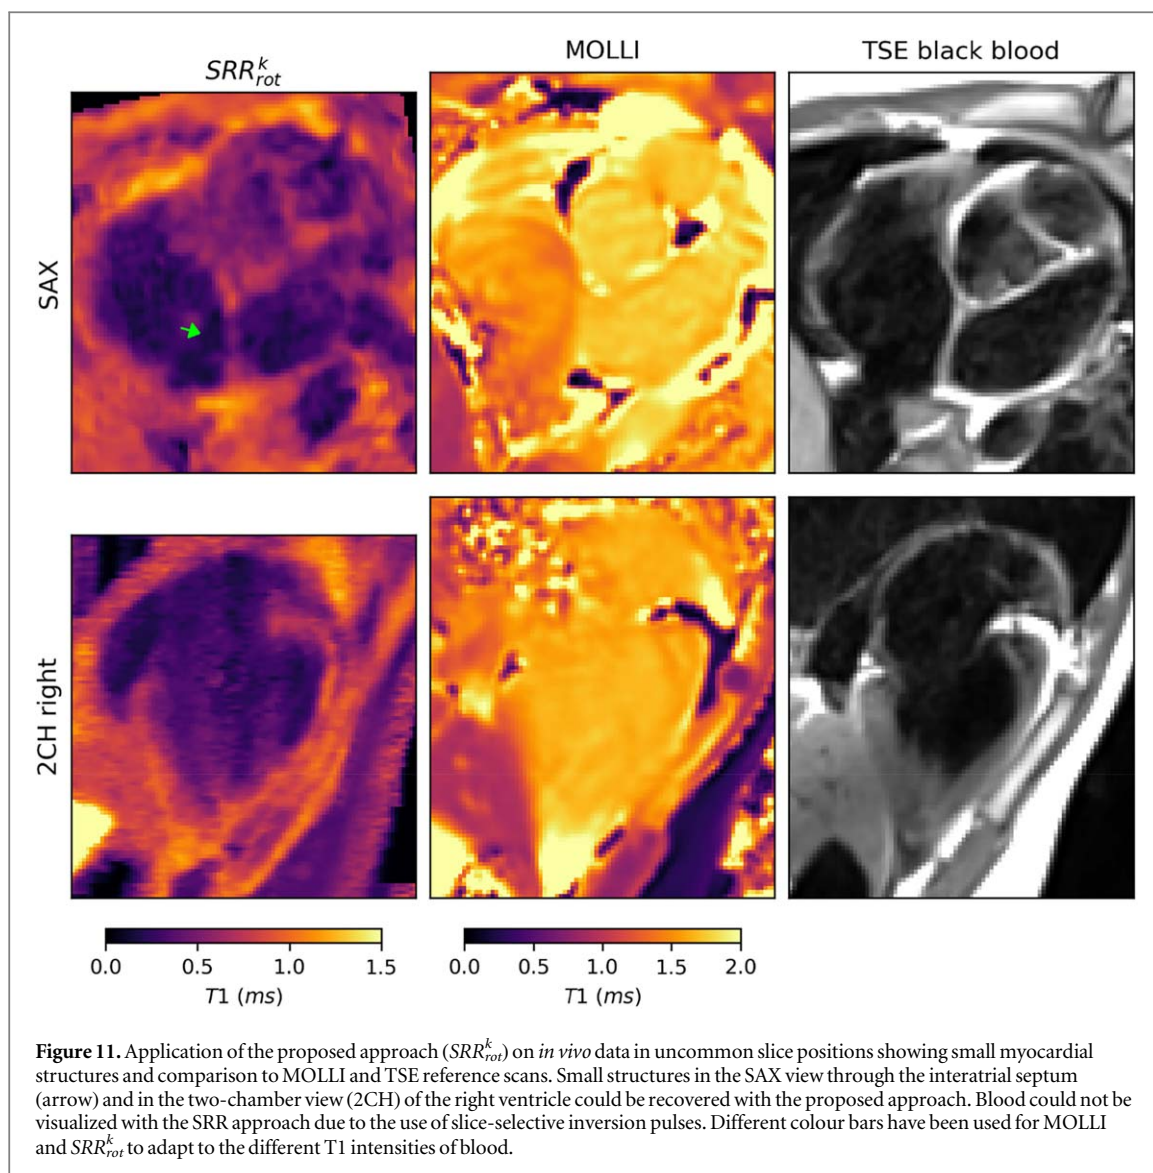 SRR^k_rot
MOLLI
TSE black blood
SAX
2CH right
0.0 0.5 1.0 1.5
T1 (ms)
0.0 0.5 1.0 1.5 2.0
T1 (ms)
Figure 11. Application of the proposed approach (SRR^k_rot) on in vivo data in uncommon slice positions showing small myocardial
structures and comparison to MOLLI and TSE reference scans. Small structures in the SAX view through the interatrial septum
(arrow) and in the two-chamber view (2CH) of the right ventricle could be recovered with the proposed approach. Blood could not be
visualized with the SRR approach due to the use of slice-selective inversion pulses. Different colour bars have been used for MOLLI
and SRR^k_rot to adapt to the different T1 intensities of blood.